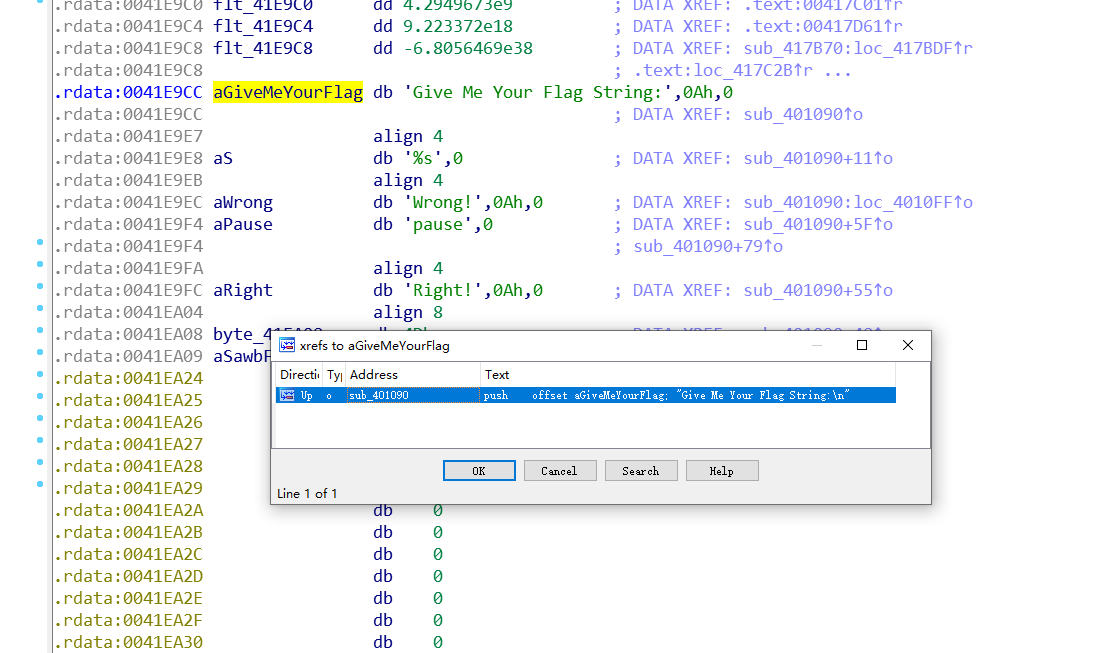 .rdata:0041E9C0 flt_41E9C0 dd 4.2949673e9 ; DATA XREF: .text:00417C01↑r
.rdata:0041E9C4 flt_41E9C4 dd 9.223372e18 ; DATA XREF: .text:00417D61↑r
.rdata:0041E9C8 flt_41E9C8 dd -6.8056469e38 ; DATA XREF: sub_417B70:loc_417BDF↑r
.rdata:0041E9C8 ; .text:loc_417C2B↑r ...
.rdata:0041E9CC aGiveMeYourFlag db 'Give Me Your Flag String:',0Ah,0
.rdata:0041E9CC ; DATA XREF: sub_401090↑o
.rdata:0041E9E7 align 4
.rdata:0041E9E8 aS db '%s',0 ; DATA XREF: sub_401090+11↑o
.rdata:0041E9EB align 4
.rdata:0041E9EC aWrong db 'Wrong!',0Ah,0 ; DATA XREF: sub_401090:loc_4010FF↑o
.rdata:0041E9F4 aPause db 'pause',0 ; DATA XREF: sub_401090+5F↑o
.rdata:0041E9F4 ; sub_401090+79↑o
.rdata:0041E9FA align 4
.rdata:0041E9FC aRight db 'Right!',0Ah,0 ; DATA XREF: sub_401090+55↑o
.rdata:0041EA04 align 8
.rdata:0041EA08
.rdata:0041EA09
.rdata:0041EA24
.rdata:0041EA25
.rdata:0041EA26
.rdata:0041EA27
.rdata:0041EA28
.rdata:0041EA29
xrefs to aGiveMeYourFlag
Directi Typ Address Text
Up o sub_401090 push offset aGiveMeYourFlag; "Give Me Your Flag String:\n"
OK Cancel Search Help
Line 1 of 1
.rdata:0041EA2A db 0
.rdata:0041EA2B db 0
.rdata:0041EA2C db 0
.rdata:0041EA2D db 0
.rdata:0041EA2E db 0
.rdata:0041EA2F db 0
.rdata:0041EA30 db 0